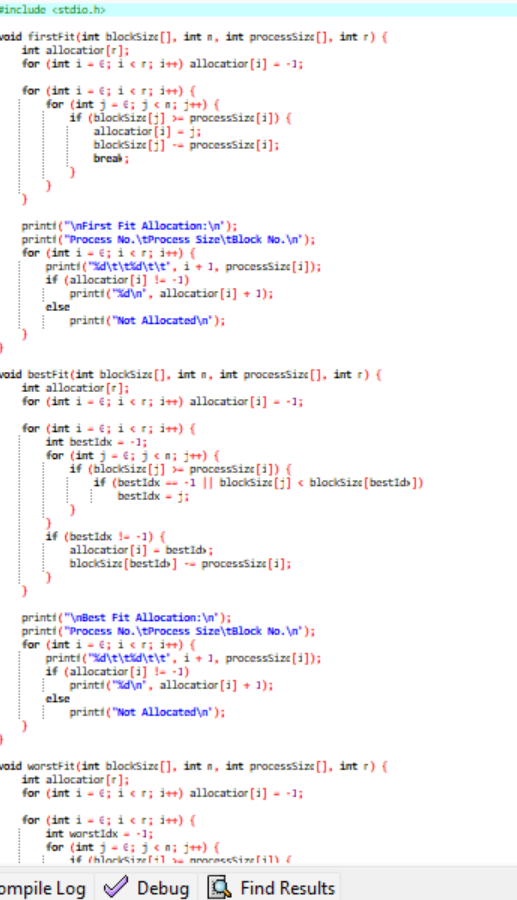 #include <stdio.h>
void firstFit(int blockSize[], int m, int processSize[], int n) {
int allocation[n];
for (int i = 0; i < n; i++) allocation[i] = -1;
for (int i = 0; i < n; i++) {
for (int j = 0; j < m; j++) {
if (blockSize[j] >= processSize[i]) {
allocation[i] = j;
blockSize[j] -= processSize[i];
break;
}
}
}
printf("\nFirst Fit Allocation:\n");
printf("Process No.\tProcess Size\tBlock No.\n");
for (int i = 0; i < n; i++) {
printf("%d\t\t%d\t\t", i + 1, processSize[i]);
if (allocation[i] != -1)
printf("%d\n", allocation[i] + 1);
else
printf("Not Allocated\n");
}
}
void bestFit(int blockSize[], int m, int processSize[], int n) {
int allocation[n];
for (int i = 0; i < n; i++) allocation[i] = -1;
for (int i = 0; i < n; i++) {
int bestIdx = -1;
for (int j = 0; j < m; j++) {
if (blockSize[j] >= processSize[i]) {
if (bestIdx == -1 || blockSize[j] < blockSize[bestIdx])
bestIdx = j;
}
}
if (bestIdx != -1) {
allocation[i] = bestIdx;
blockSize[bestIdx] -= processSize[i];
}
}
printf("\nBest Fit Allocation:\n");
printf("Process No.\tProcess Size\tBlock No.\n");
for (int i = 0; i < n; i++) {
printf("%d\t\t%d\t\t", i + 1, processSize[i]);
if (allocation[i] != -1)
printf("%d\n", allocation[i] + 1);
else
printf("Not Allocated\n");
}
}
void worstFit(int blockSize[], int m, int processSize[], int n) {
int allocation[n];
for (int i = 0; i < n; i++) allocation[i] = -1;
for (int i = 0; i < n; i++) {
int worstIdx = -1;
for (int j = 0; j < m; j++) {
if (blockSize[j] >= processSize[i]) {
ompile Log Debug Find Results